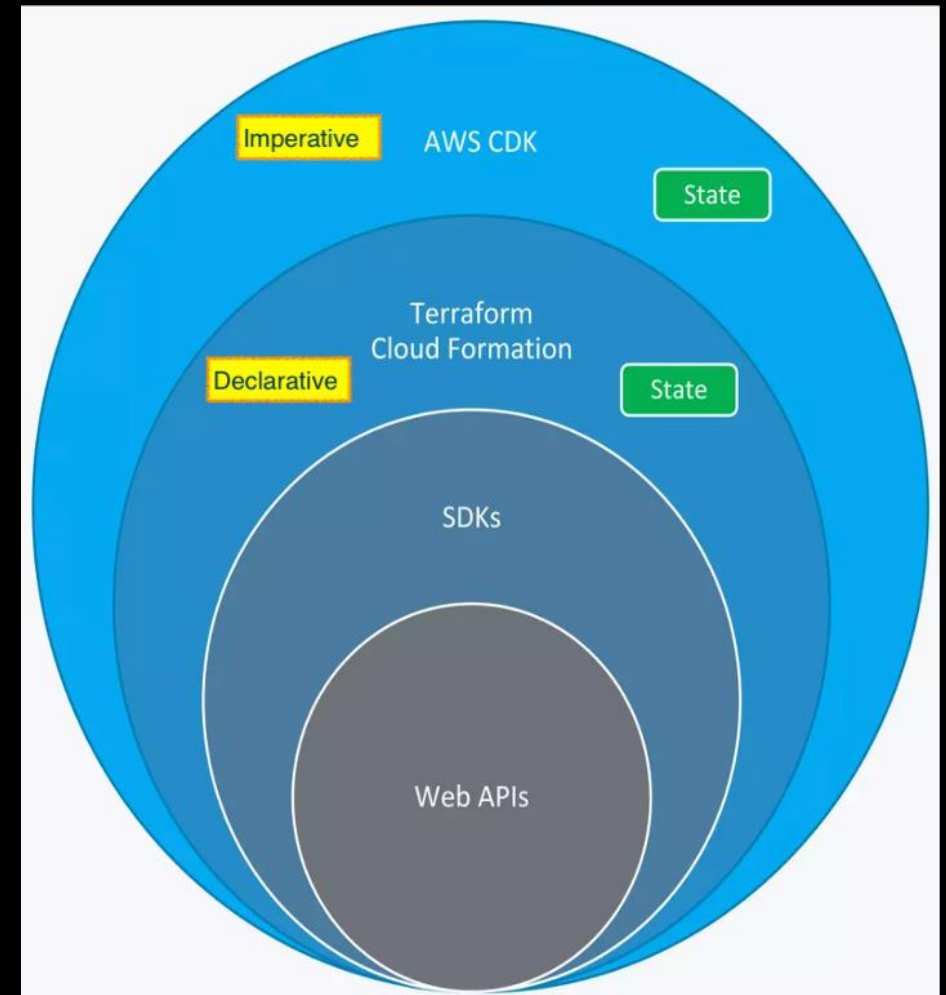 Imperative
AWS CDK
State
Terraform
Cloud Formation
Declarative
State
SDKs
Web APIs